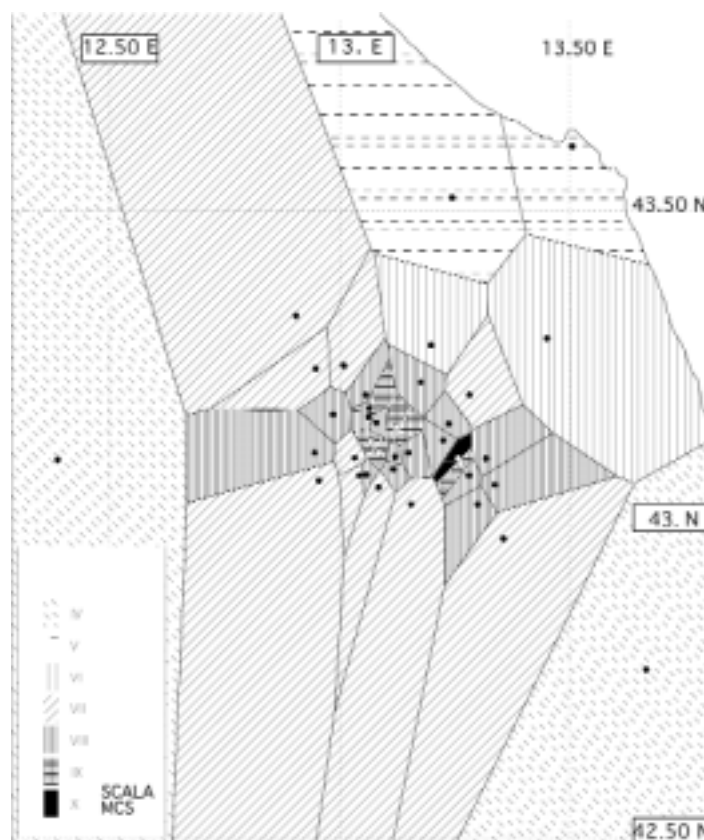 12.50 E
13. E
13.50 E
43.50 N
43. N
IV
V
VI
VII
VIII
IX
X
SCALA
MCS
42.50 N